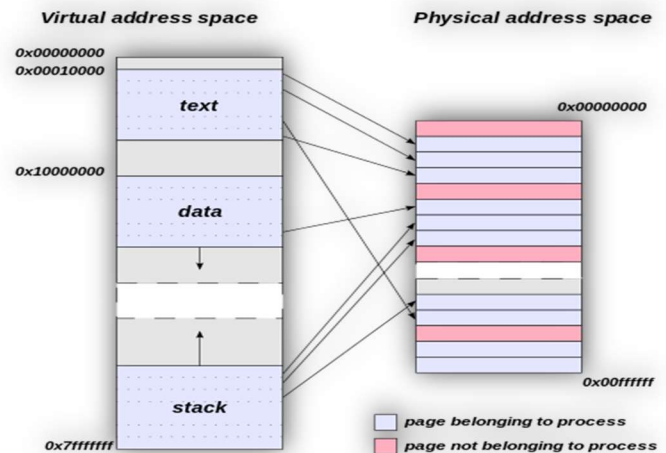 Virtual address space
Physical address space
0x00000000
0x00010000
text
0x10000000
data
stack
0x7fffffff
0x00000000
0x00ffffff
page belonging to process
page not belonging to process